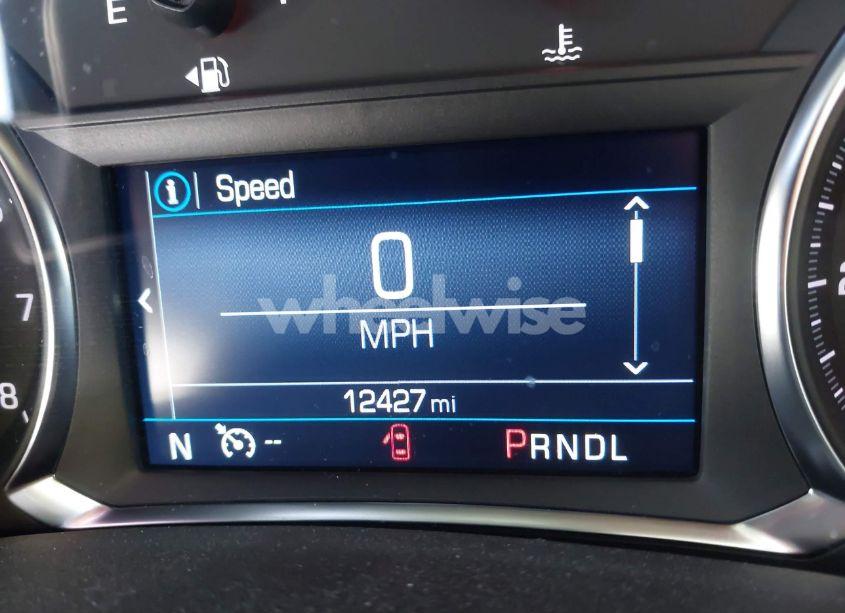 E
Speed
0
MPH
wheelwise
7
8
12427 mi
N -- PRNDL